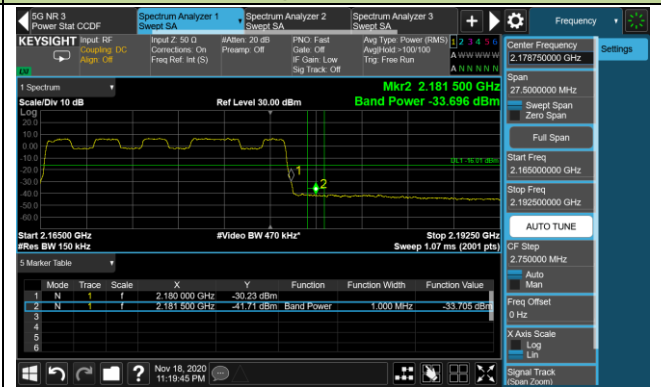 5G NR 3
Power Stat CCDF
Spectrum Analyzer 1
Swept SA
Spectrum Analyzer 2
Swept SA
Spectrum Analyzer 3
Swept SA
Frequency
KEYSIGHT
Input: RF
Coupling: DC
Align: Off
Input Z: 50 Ω
Corrections: On
Freq Ref: Int (S)
#Atten: 20 dB
Preamp: Off
PNO: Fast
Gate: Off
IF Gain: Low
Sig Track: Off
Avg Type: Power (RMS)
Avg|Hold:>100/100
Trig: Free Run
1 2 3 4 5 6
A W W W W W
A N N N N N
1 Spectrum
Scale/Div 10 dB
Ref Level 30.00 dBm
Mkr2 2.181 500 GHz
Band Power -33.696 dBm
Log
20.0
10.0
0.00
-10.0
-20.0
-30.0
-40.0
-50.0
-60.0
DL1 -16.01 dBm
1
2
Start 2.16500 GHz
#Video BW 470 kHz*
Stop 2.19250 GHz
#Res BW 150 kHz
Sweep 1.07 ms (2001 pts)
5 Marker Table
Mode Trace Scale X Y Function Function Width Function Value
1 N 1 f 2.180 000 GHz -30.23 dBm
2 N 1 f 2.181 500 GHz -41.71 dBm Band Power 1.000 MHz -33.705 dBm
3
4
5
6
Nov 18, 2020
11:19:45 PM
Center Frequency
2.178750000 GHz
Settings
Span
27.5000000 MHz
Swept Span
Zero Span
Full Span
Start Freq
2.165000000 GHz
Stop Freq
2.192500000 GHz
AUTO TUNE
CF Step
2.750000 MHz
Auto
Man
Freq Offset
0 Hz
X Axis Scale
Log
Lin
Signal Track
(Span Zoom)